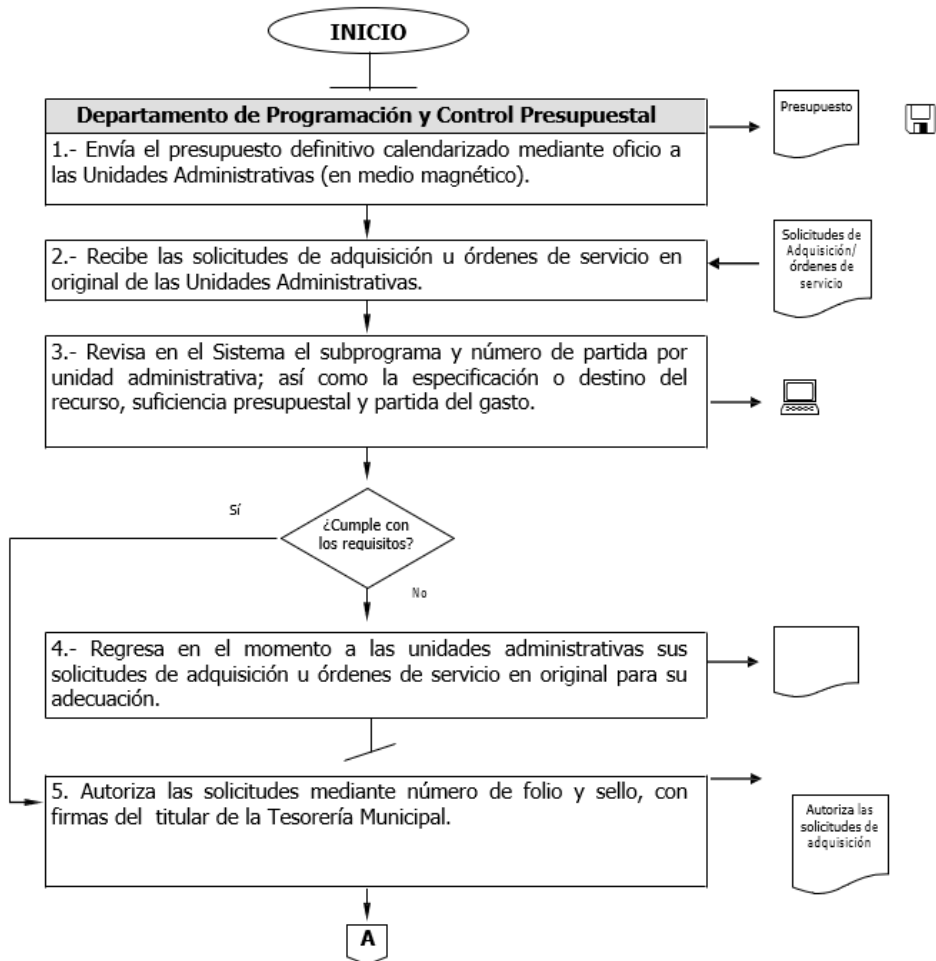 INICIO
Departamento de Programación y Control Presupuestal
1.- Envía el presupuesto definitivo calendarizado mediante oficio a
las Unidades Administrativas (en medio magnético).
Presupuesto
2.- Recibe las solicitudes de adquisición u órdenes de servicio en
original de las Unidades Administrativas.
Solicitudes de
Adquisición/
órdenes de
servicio
3.- Revisa en el Sistema el subprograma y número de partida por
unidad administrativa; así como la especificación o destino del
recurso, suficiencia presupuestal y partida del gasto.
Sí
¿Cumple con
los requisitos?
No
4.- Regresa en el momento a las unidades administrativas sus
solicitudes de adquisición u órdenes de servicio en original para su
adecuación.
5. Autoriza las solicitudes mediante número de folio y sello, con
firmas del titular de la Tesorería Municipal.
Autoriza las
solicitudes de
adquisición
A